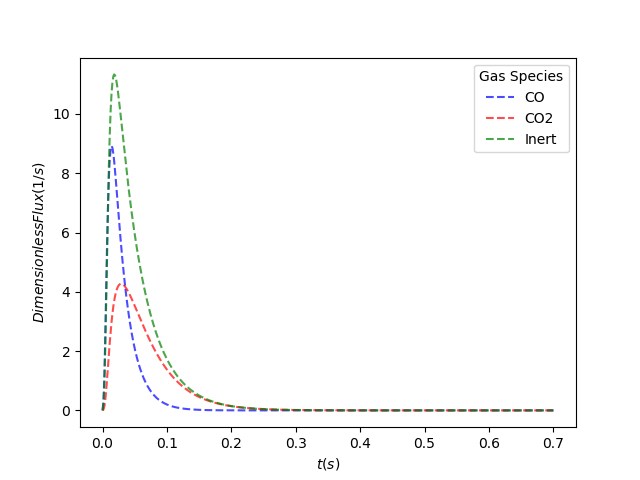 Gas Species
CO
CO2
Inert
DimensionlessFlux(1/s)
10
8
6
4
2
0
0.0 0.1 0.2 0.3 0.4 0.5 0.6 0.7
t(s)